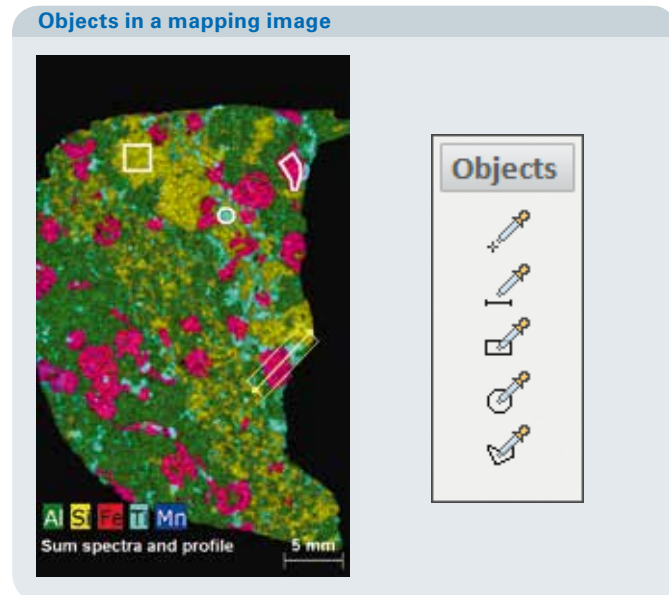 Objects in a mapping image
Objects
Al Si Fe Ti Mn
Sum spectra and profile 5 mm